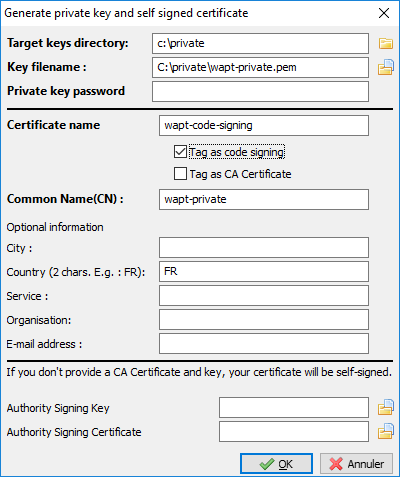 Generate private key and self signed certificate
Target keys directory: c:\private
Key filename : C:\private\wapt-private.pem
Private key password
Certificate name wapt-code-signing
Tag as code signing
Tag as CA Certificate
Common Name(CN) : wapt-private
Optional information
City :
Country (2 chars. E.g. : FR): FR
Service :
Organisation:
E-mail address :
If you don't provide a CA Certificate and key, your certificate will be self-signed.
Authority Signing Key
Authority Signing Certificate
OK Annuler